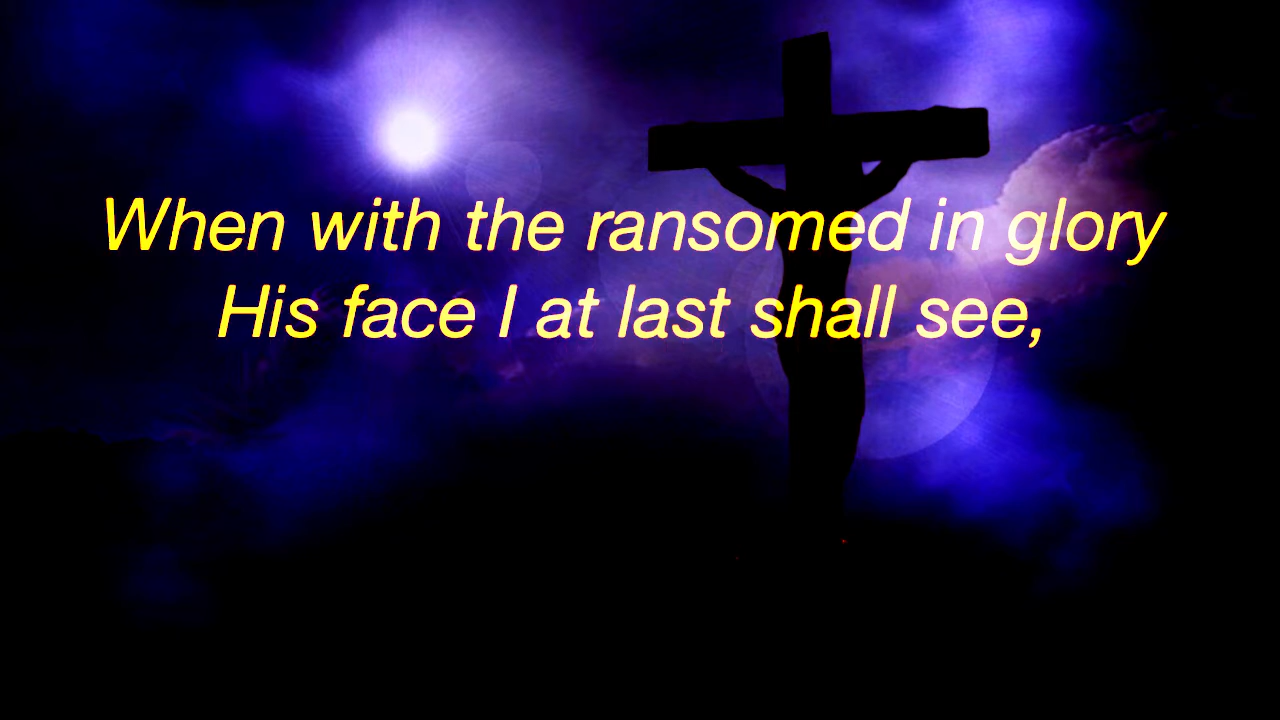 When with the ransomed in glory
His face I at last shall see,